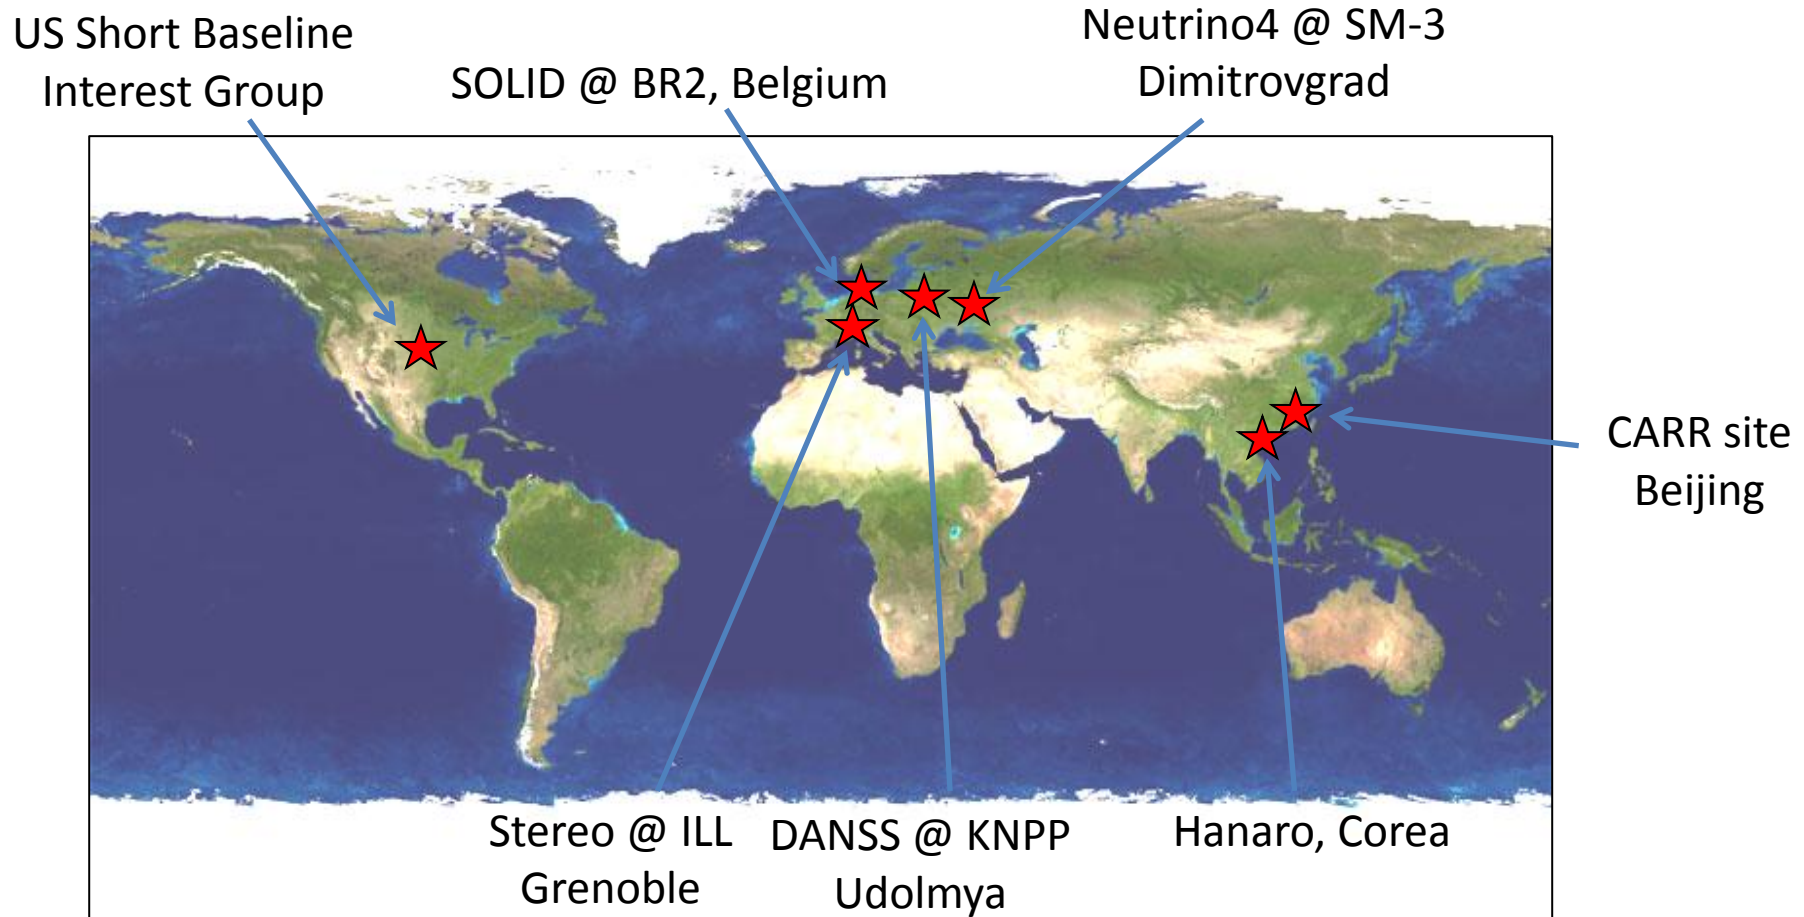 US Short Baseline
Interest Group
SOLID @ BR2, Belgium
Neutrino4 @ SM-3
Dimitrovgrad
CARR site
Beijing
Stereo @ ILL
Grenoble
DANSS @ KNPP
Udolmya
Hanaro, Corea